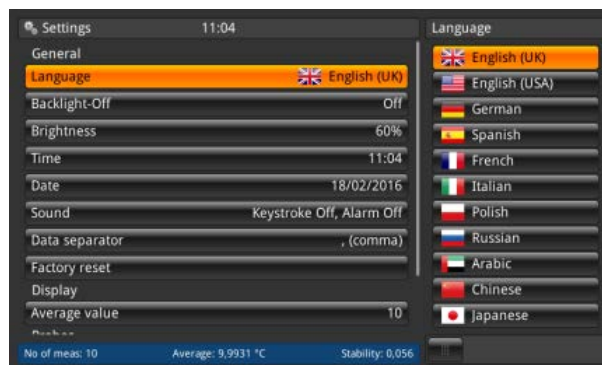 Settings 11:04
General
Language English (UK)
Backlight-Off Off
Brightness 60%
Time 11:04
Date 18/02/2016
Sound Keystroke Off, Alarm Off
Data separator , (comma)
Factory reset
Display
Average value 10
No of meas: 10 Average: 9,9931 °C Stability: 0,056
Language
English (UK)
English (USA)
German
Spanish
French
Italian
Polish
Russian
Arabic
Chinese
Japanese